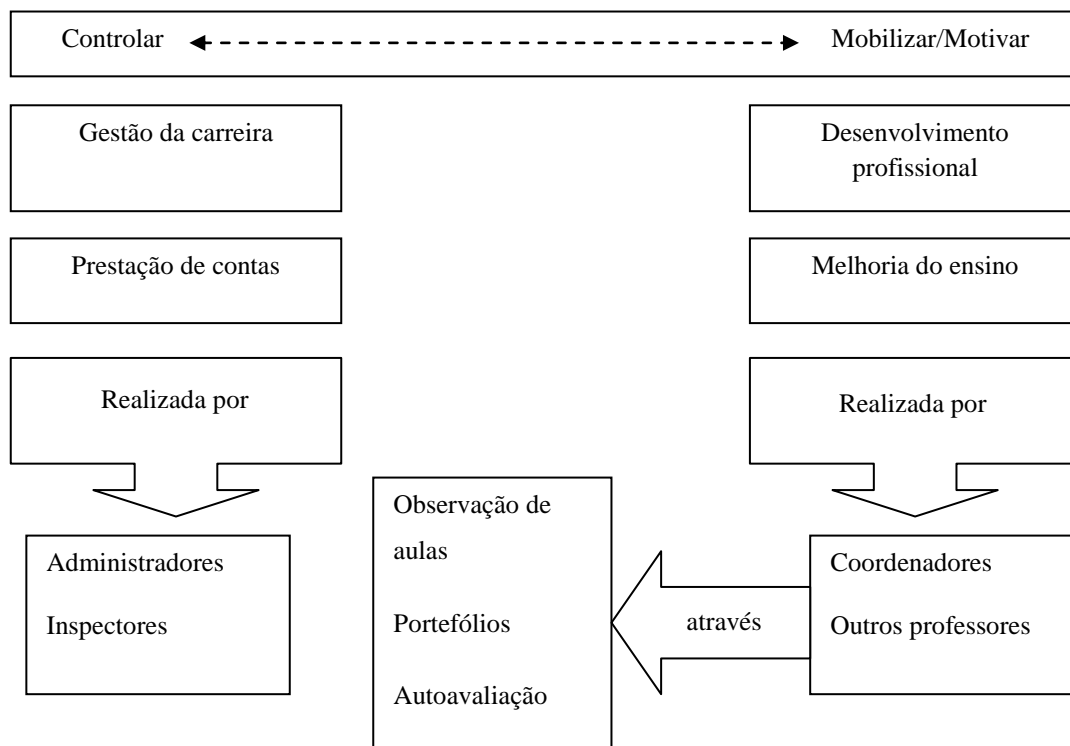 Controlar
Mobilizar/Motivar
Gestão da carreira
Desenvolvimento
profissional
Prestação de contas
Melhoria do ensino
Realizada por
Realizada por
Administradores
Inspectores
Observação de
aulas
Portefólios
Autoavaliação
através
Coordenadores
Outros professores